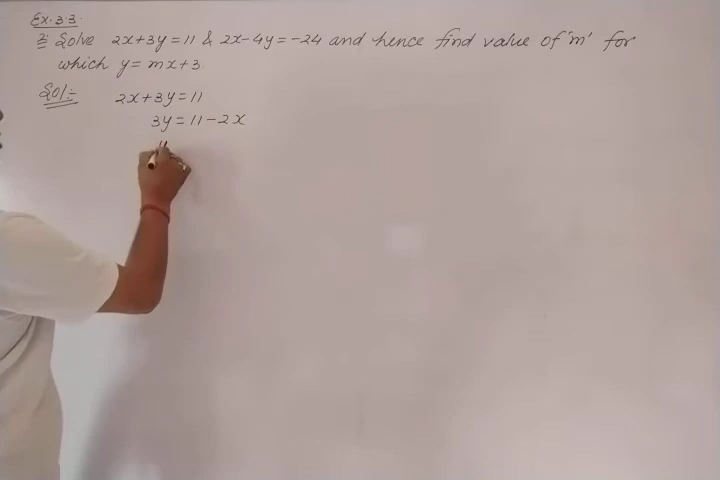 Ex. 3.3.
2: Solve 2x+3y=11 & 2x-4y=-24 and hence find value of 'm' for
which y=mx+3.
Sol:- 2x+3y=11
3y=11-2x